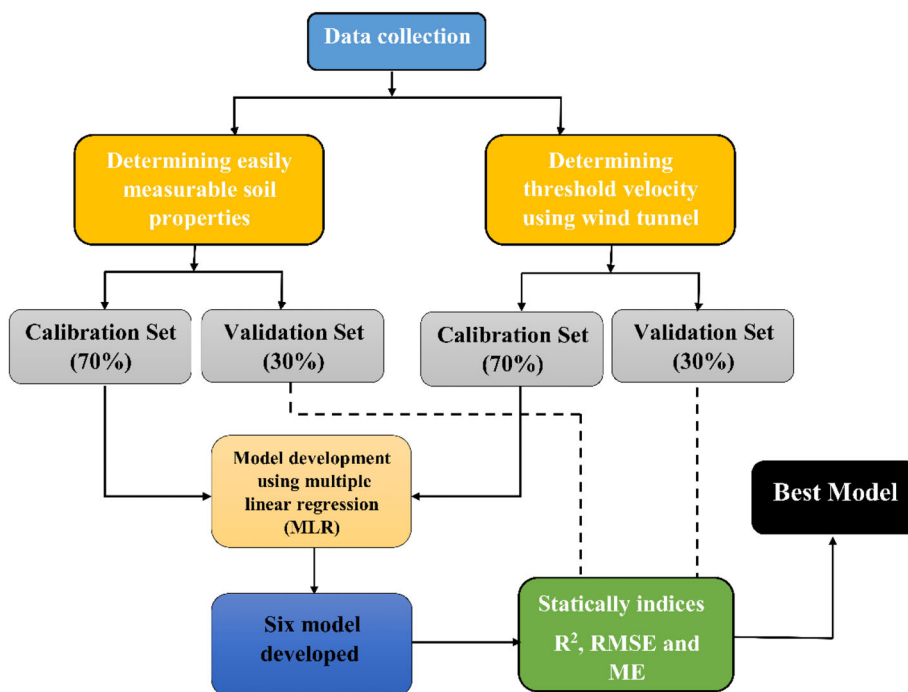 Data collection
Determining easily
measurable soil
properties
Determining
threshold velocity
using wind tunnel
Calibration Set
(70%)
Validation Set
(30%)
Calibration Set
(70%)
Validation Set
(30%)
Model development
using multiple
linear regression
(MLR)
Best Model
Six model
developed
Statically indices
R², RMSE and
ME